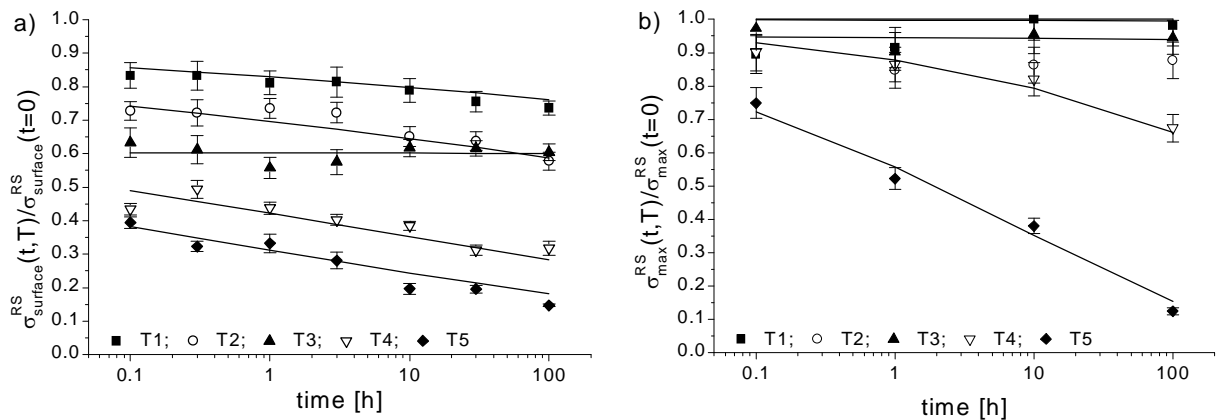 a)
σ^RS_surface(t,T)/σ^RS_surface(t=0)
1.0
0.9
0.8
0.7
0.6
0.5
0.4
0.3
0.2
0.1
0.0
T1; T2; T3; T4; T5
0.1 1 10 100
time [h]
b)
σ^RS_max(t,T)/σ^RS_max(t=0)
1.0
0.9
0.8
0.7
0.6
0.5
0.4
0.3
0.2
0.1
0.0
T1; T2; T3; T4; T5
0.1 1 10 100
time [h]